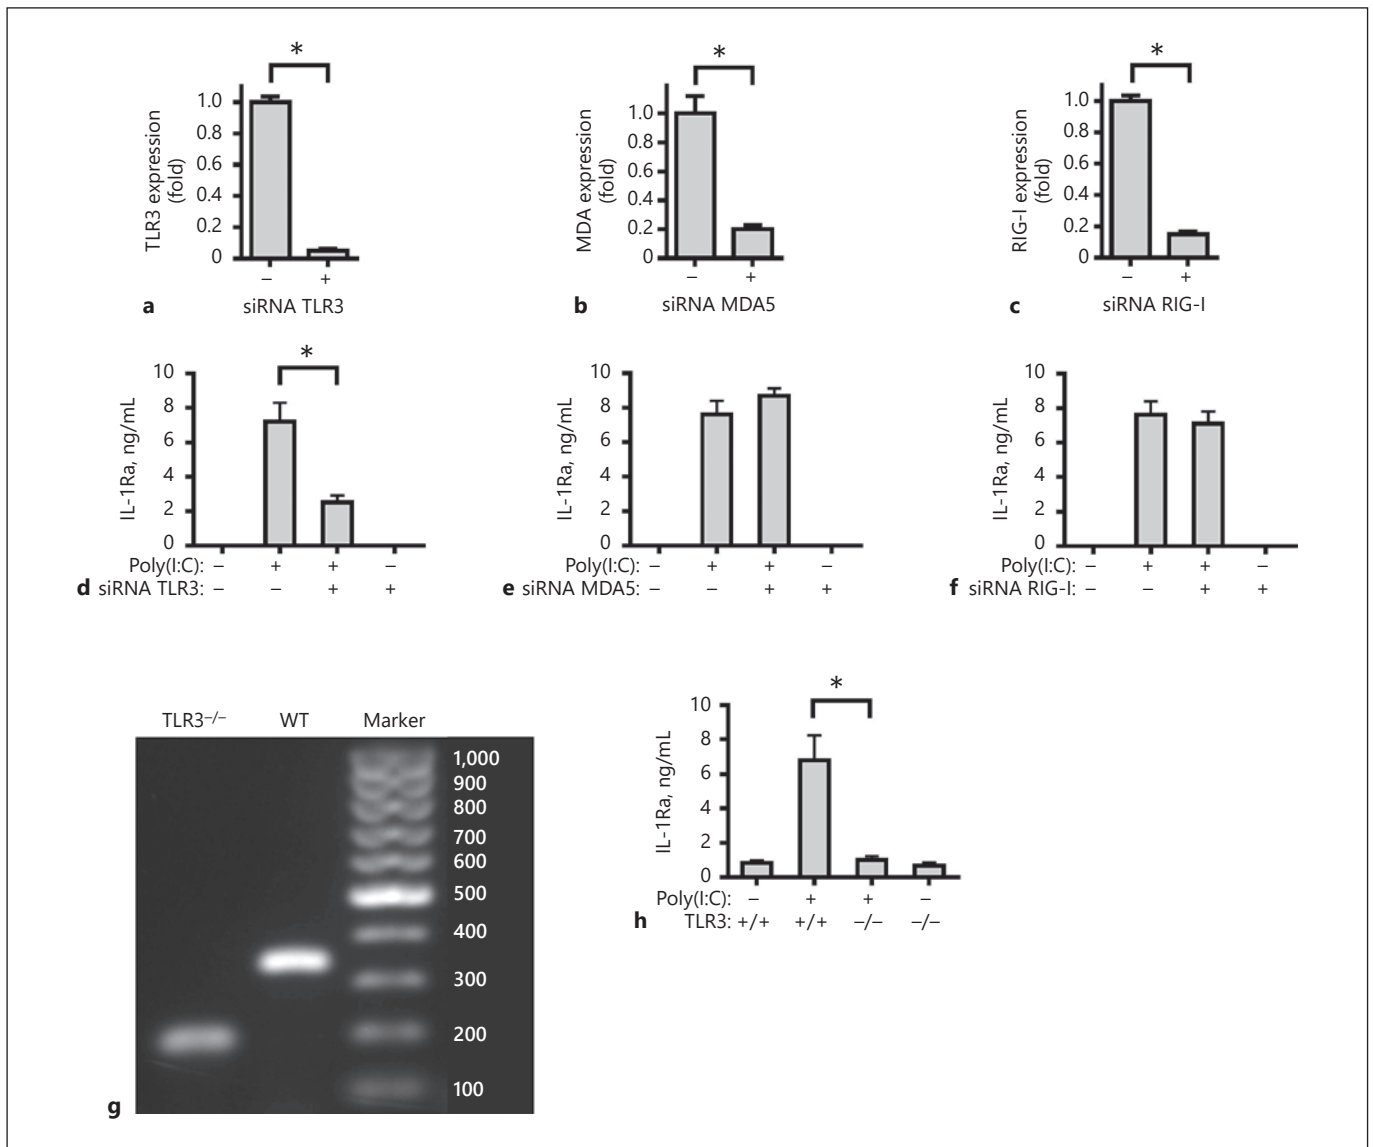 *
*
*
TLR3 expression
(fold)
1.0
0.8
0.6
0.4
0.2
0
– +
a siRNA TLR3
MDA expression
(fold)
1.0
0.8
0.6
0.4
0.2
0
– +
b siRNA MDA5
RIG-I expression
(fold)
1.0
0.8
0.6
0.4
0.2
0
– +
c siRNA RIG-I
*
IL-1Ra, ng/mL
10
8
6
4
2
0
Poly(I:C): – + + –
d siRNA TLR3: – – + +
IL-1Ra, ng/mL
10
8
6
4
2
0
Poly(I:C): – + + –
e siRNA MDA5: – – + +
IL-1Ra, ng/mL
10
8
6
4
2
0
Poly(I:C): – + + –
f siRNA RIG-I: – – + +
TLR3–/– WT Marker
1,000
900
800
700
600
500
400
300
200
100
g
*
IL-1Ra, ng/mL
10
8
6
4
2
0
Poly(I:C): – + + –
h TLR3: +/+ +/+ –/– –/–